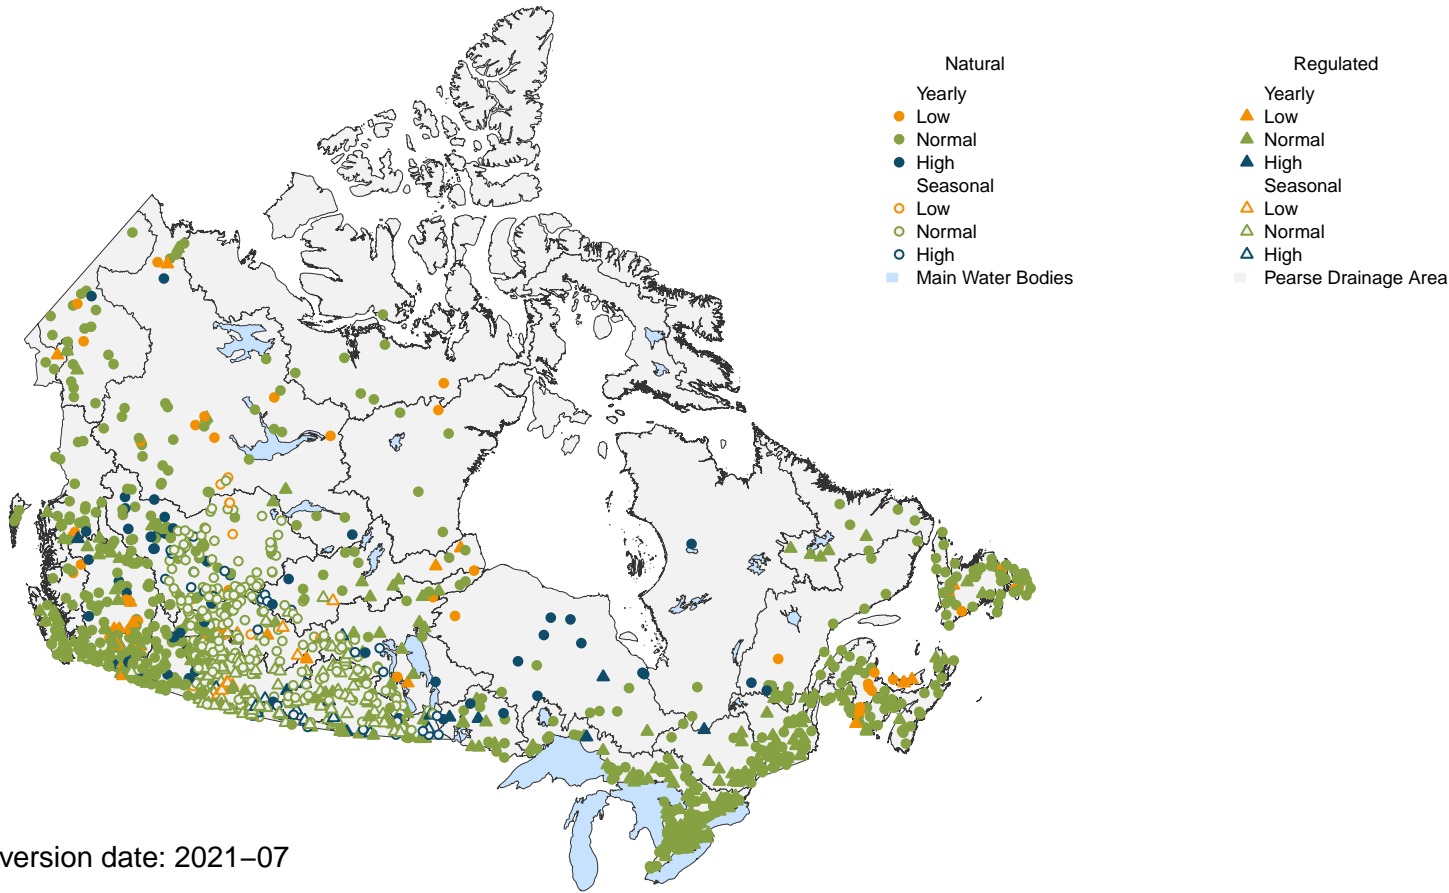 Natural
Yearly
Low
Normal
High
Seasonal
Low
Normal
High
Main Water Bodies
Regulated
Yearly
Low
Normal
High
Seasonal
Low
Normal
High
Pearse Drainage Area
version date: 2021−07